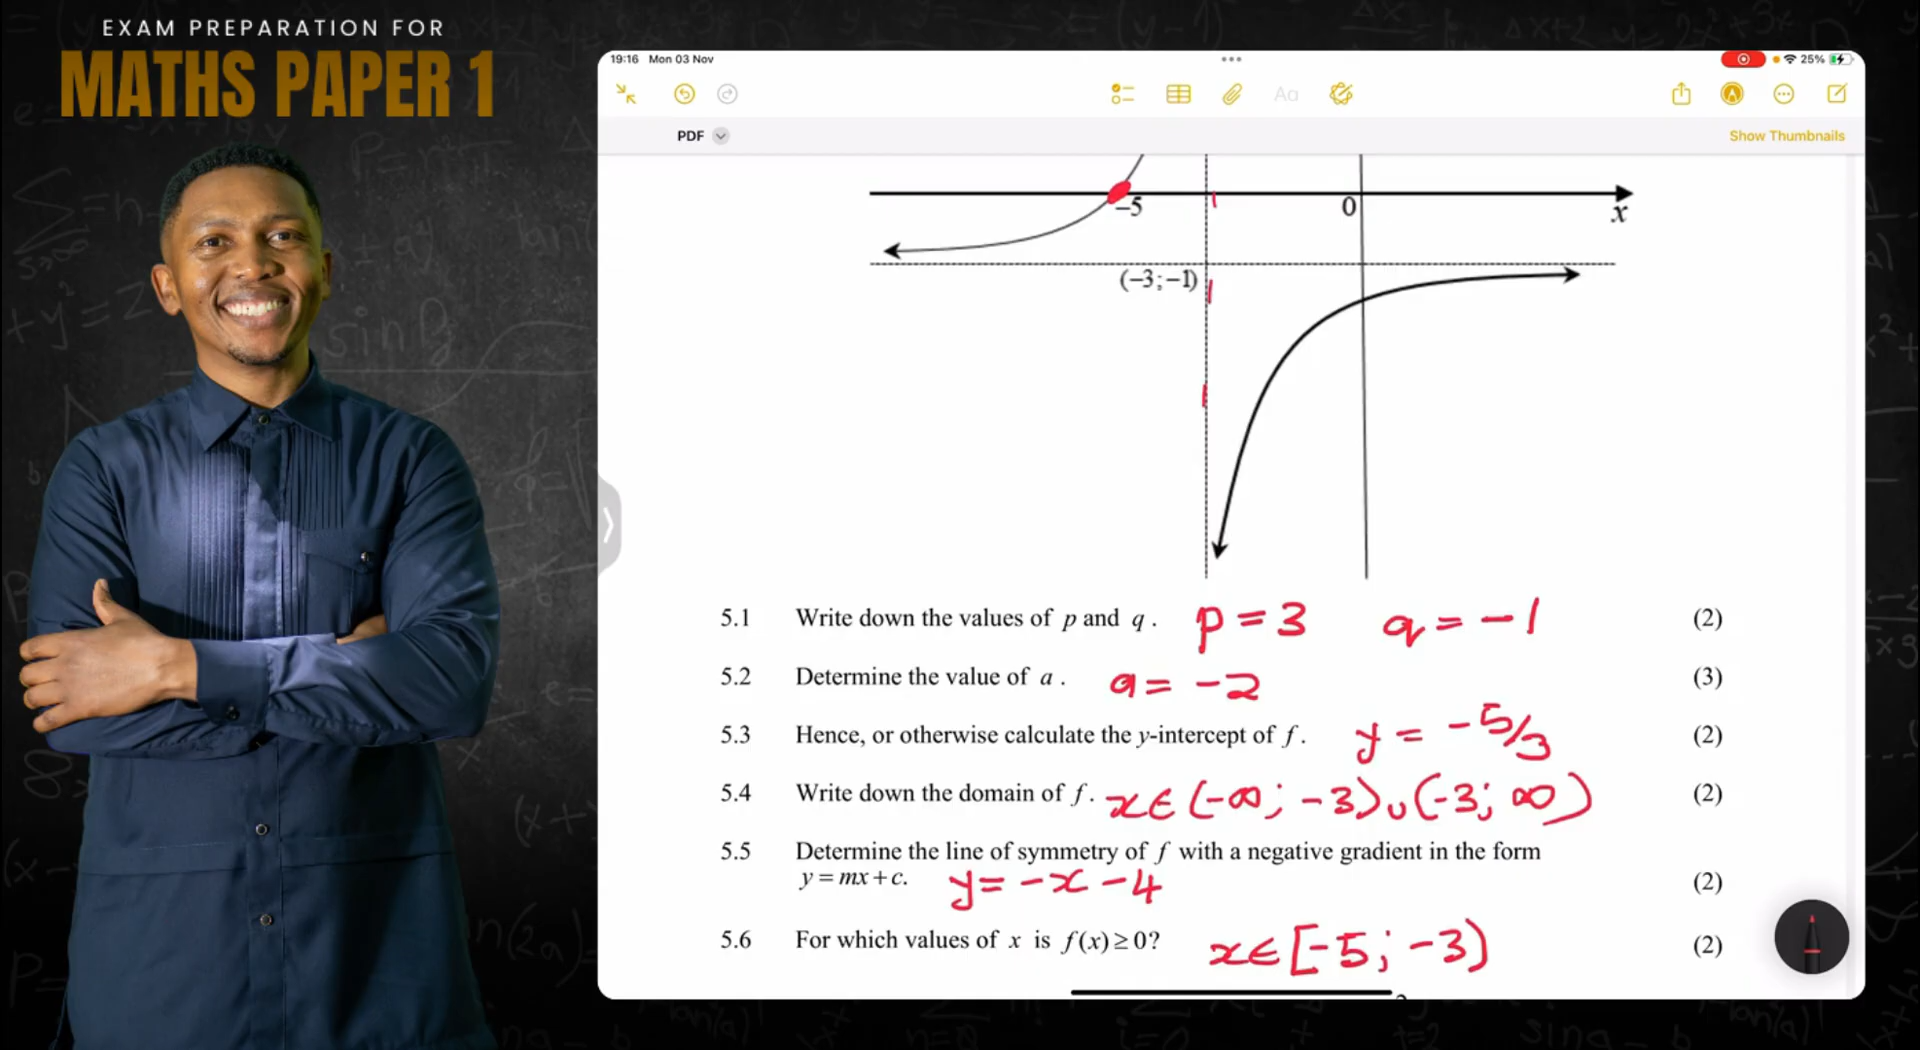 EXAM PREPARATION FOR
MATHS PAPER 1
19:16 Mon 03 Nov
25%
Aa
PDF
Show Thumbnails
-5
0
x
(-3;-1)
5.1 Write down the values of p and q. p = 3 q = -1 (2)
5.2 Determine the value of a. a = -2 (3)
5.3 Hence, or otherwise calculate the y-intercept of f. y = -5/3 (2)
5.4 Write down the domain of f. x∈(-∞; -3)∪(-3; ∞) (2)
5.5 Determine the line of symmetry of f with a negative gradient in the form
y = mx + c. y = -x - 4 (2)
5.6 For which values of x is f(x) ≥ 0? x∈[-5; -3) (2)